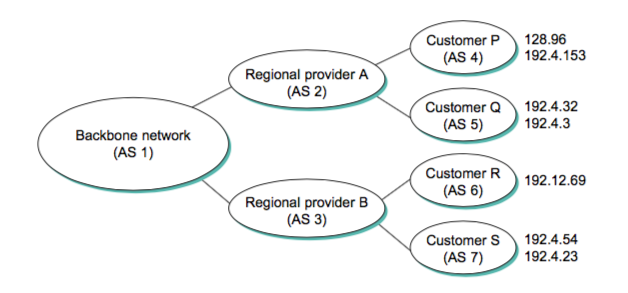 Customer P
(AS 4)
128.96
192.4.153
Regional provider A
(AS 2)
Customer Q
(AS 5)
192.4.32
192.4.3
Backbone network
(AS 1)
Customer R
(AS 6)
192.12.69
Regional provider B
(AS 3)
Customer S
(AS 7)
192.4.54
192.4.23